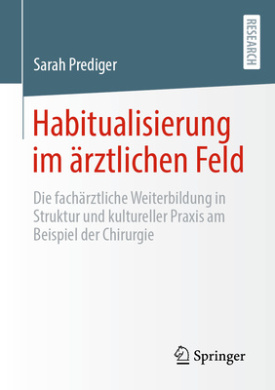 RESEARCH
Sarah Prediger
Habitualisierung
im ärztlichen Feld
Die fachärztliche Weiterbildung in
Struktur und kultureller Praxis am
Beispiel der Chirurgie
Springer